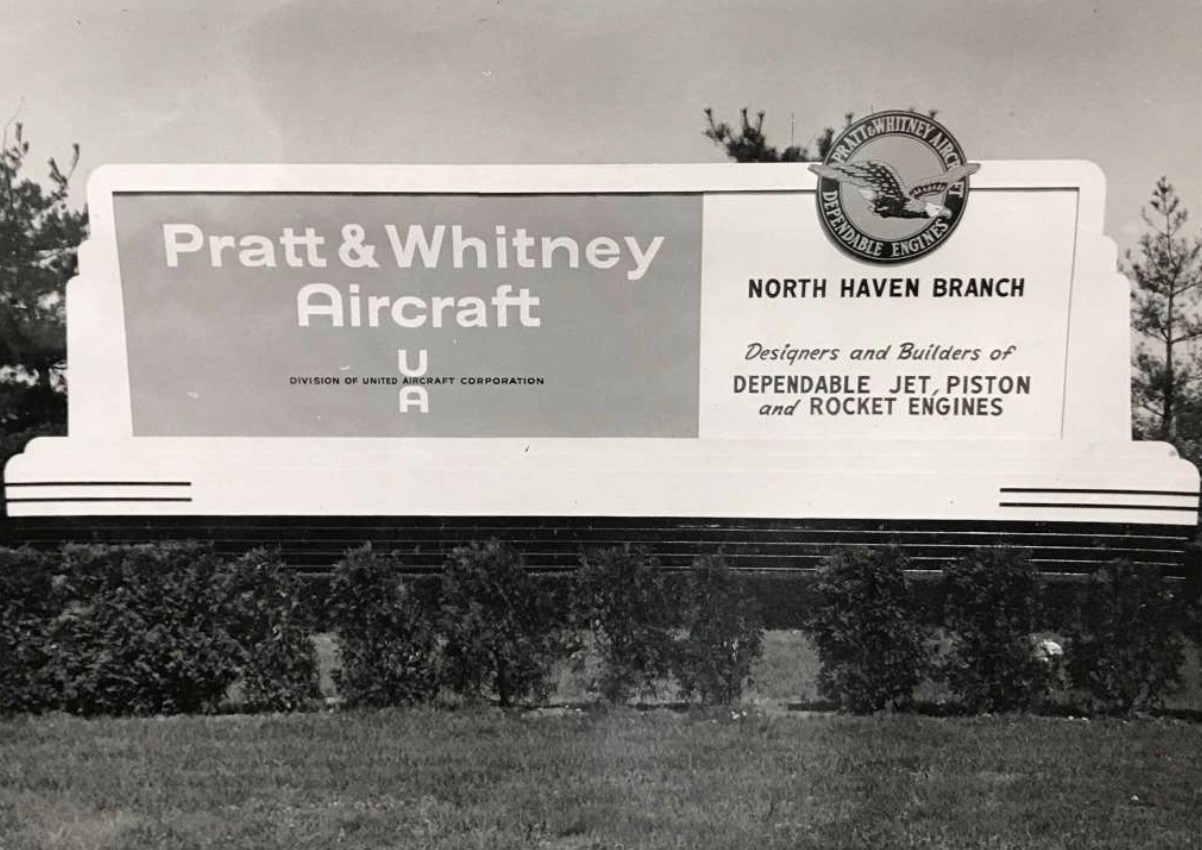 Pratt & Whitney
Aircraft
U
DIVISION OF UNITED AIRCRAFT CORPORATION
A
PRATT & WHITNEY AIRCRAFT
DEPENDABLE ENGINES
NORTH HAVEN BRANCH
Designers and Builders of
DEPENDABLE JET, PISTON
and ROCKET ENGINES